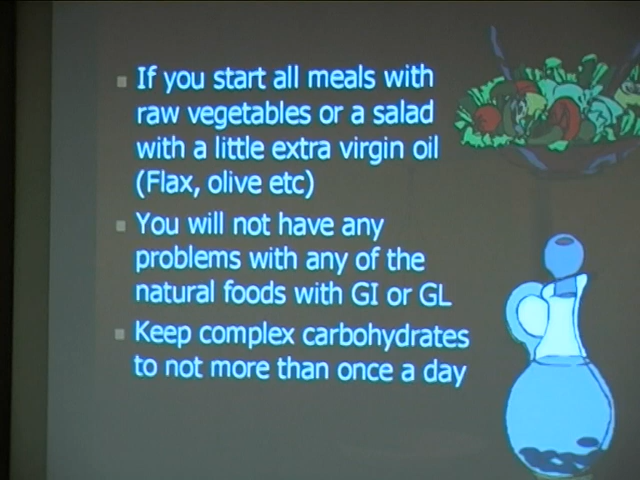 If you start all meals with
raw vegetables or a salad
with a little extra virgin oil
(Flax, olive etc)
You will not have any
problems with any of the
natural foods with GI or GL
Keep complex carbohydrates
to not more than once a day